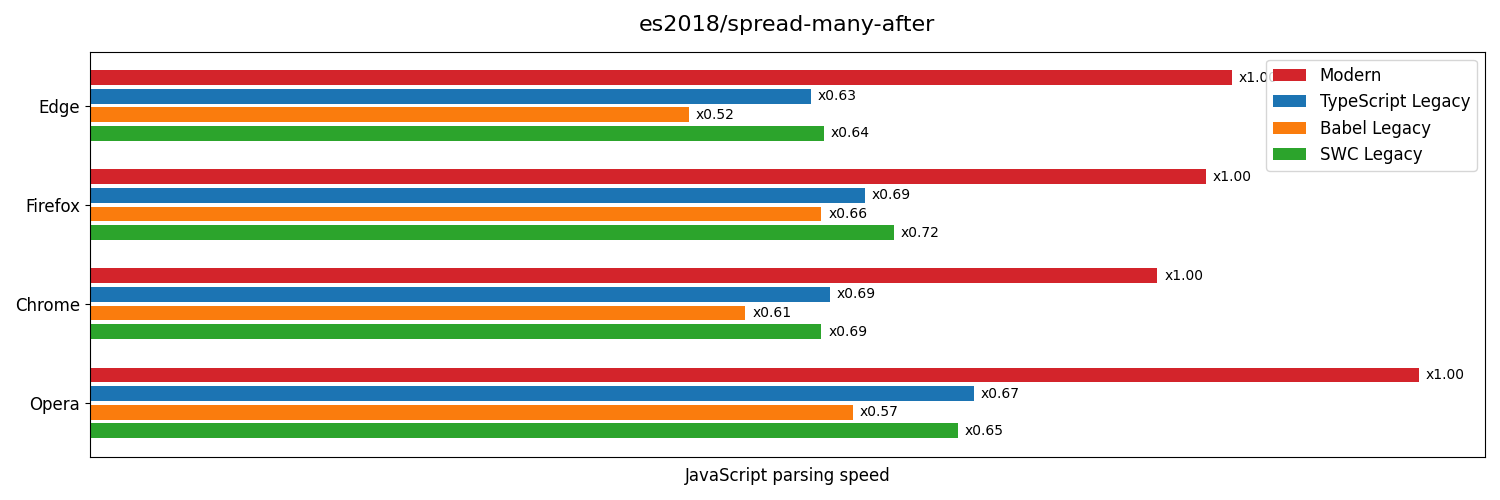 es2018/spread-many-after
Edge
x1.00
x0.63
x0.52
x0.64
Modern
TypeScript Legacy
Babel Legacy
SWC Legacy
Firefox
x1.00
x0.69
x0.66
x0.72
Chrome
x1.00
x0.69
x0.61
x0.69
Opera
x1.00
x0.67
x0.57
x0.65
JavaScript parsing speed